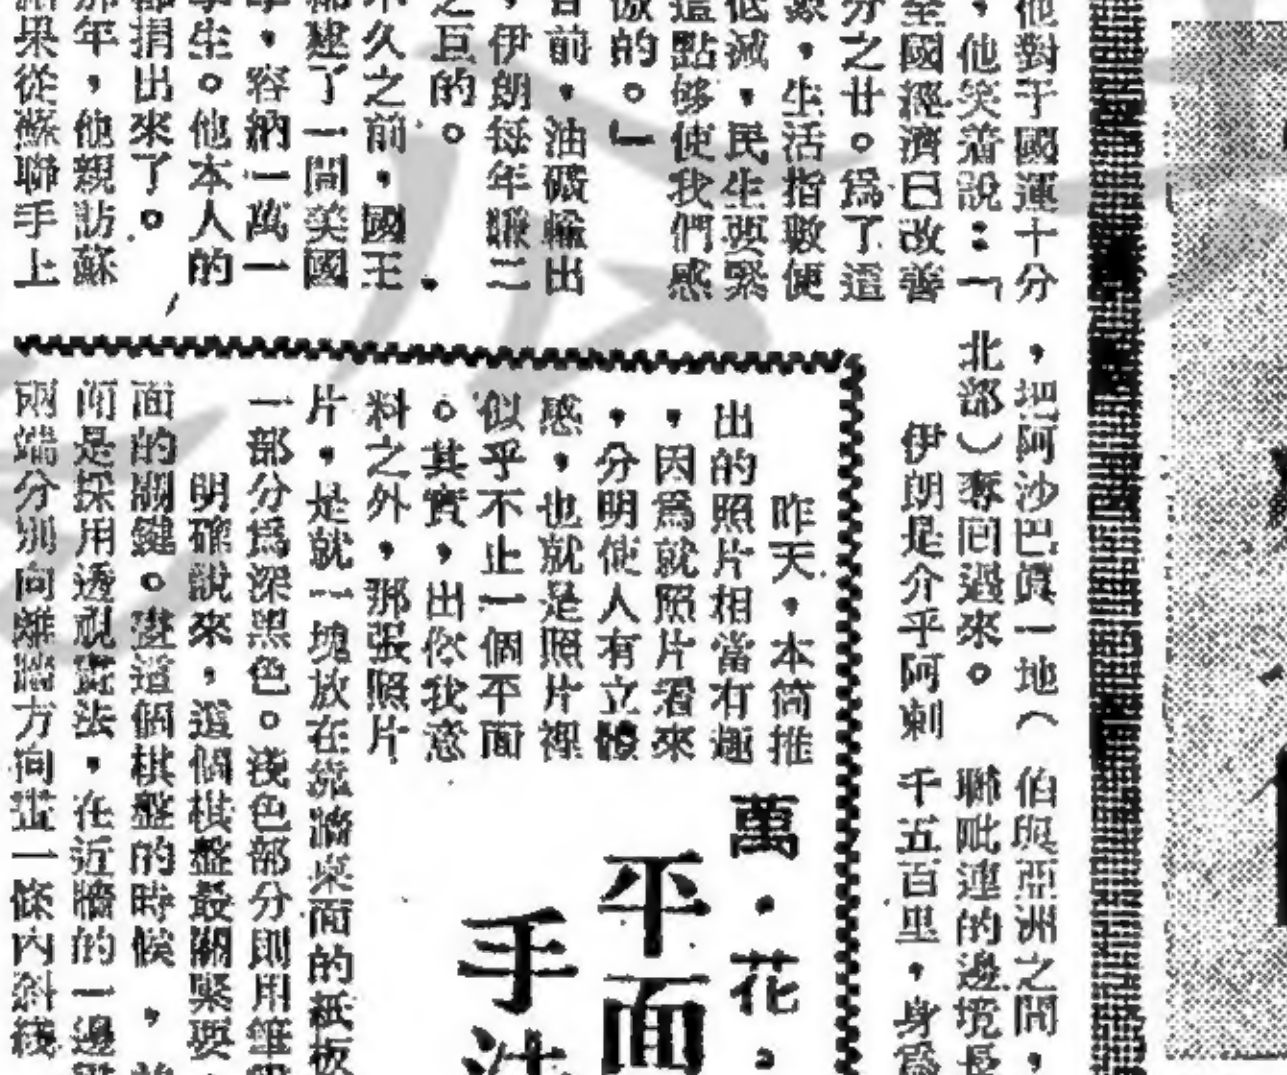 他對于國運十分
，他笑着說：「
全國經濟已改善
分之廿。爲了這
數，生活指數便
低減，民生要緊
這點够使我們感
傲的。」
前，油礦輸出
，伊朗每年賺二
之巨的。
不久之前，國王
都建了一間美國
，容納一萬一
學生。他本人的
都捐出來了。
那年，他親訪蘇
結果從蘇聯手上
，把阿沙巴眞一地（
北部）奪回過來。
伊朗是介乎阿剌
伯與亞洲之間，
聯毗連的邊境長
千五百里，身爲
萬・花・
平面
手法
昨天，本筒推
出的照片相當有趣
，因爲就照片看來
，分明使人有立體
感，也就是照片裡
似乎不止一個平面
。其實，出你我意
料之外，那張照片
片，是就一塊放在靠牆桌面的紙板
一部分爲深黑色。淺色部分則用筆
明確說來，這個棋盤最關緊要
面的關鍵。畫這個棋盤的時候，
而是採用透視畫法，在近牆的一邊
兩端分別向離牆方向畫一條內斜綫